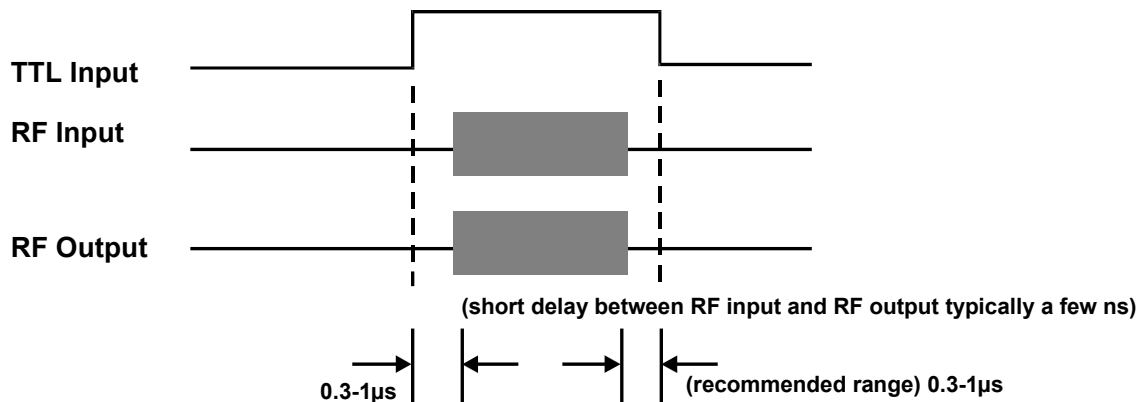 TTL Input
RF Input
RF Output
(short delay between RF input and RF output typically a few ns)
0.3-1µs
(recommended range) 0.3-1µs